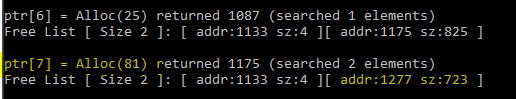 ptr[6] = Alloc(25) returned 1087 (searched 1 elements)
Free List [ Size 2 ]: [ addr:1133 sz:4 ][ addr:1175 sz:825 ]
ptr[7] = Alloc(81) returned 1175 (searched 2 elements)
Free List [ Size 2 ]: [ addr:1133 sz:4 ][ addr:1277 sz:723 ]